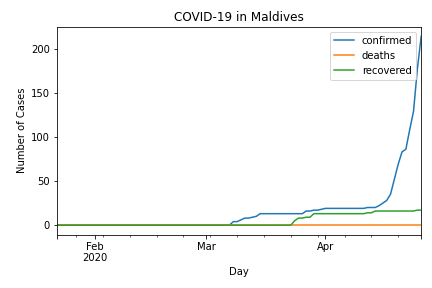 COVID-19 in Maldives
confirmed
deaths
recovered
200
150
100
50
0
Number of Cases
Feb
2020
Mar
Apr
Day